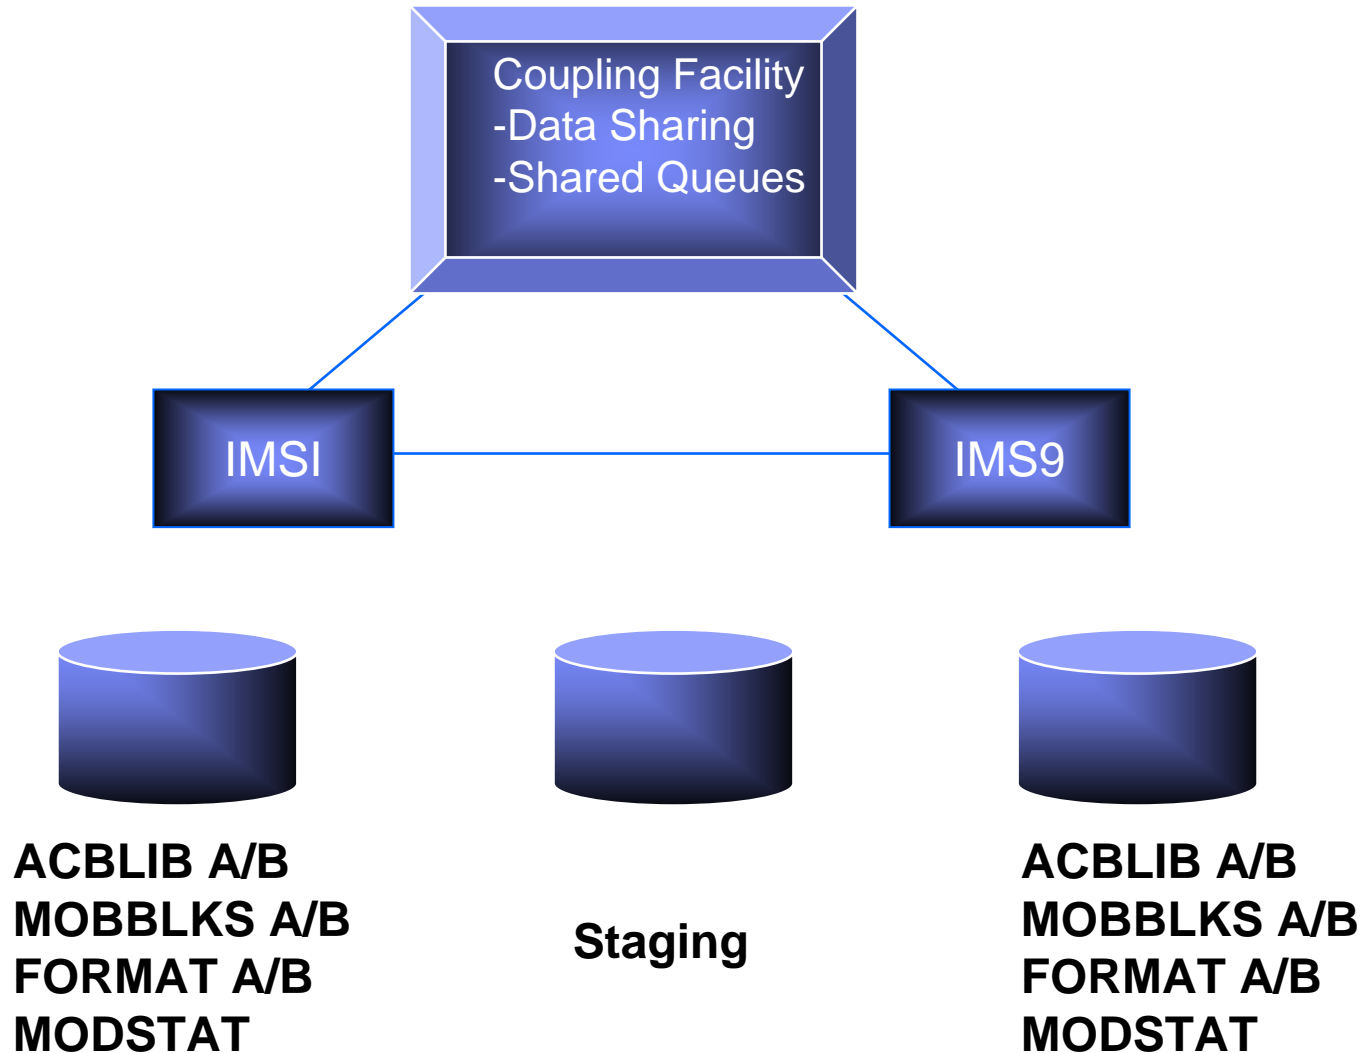 Coupling Facility
-Data Sharing
-Shared Queues
IMSI
IMS9
ACBLIB A/B
MOBBLKS A/B
FORMAT A/B
MODSTAT
Staging
ACBLIB A/B
MOBBLKS A/B
FORMAT A/B
MODSTAT